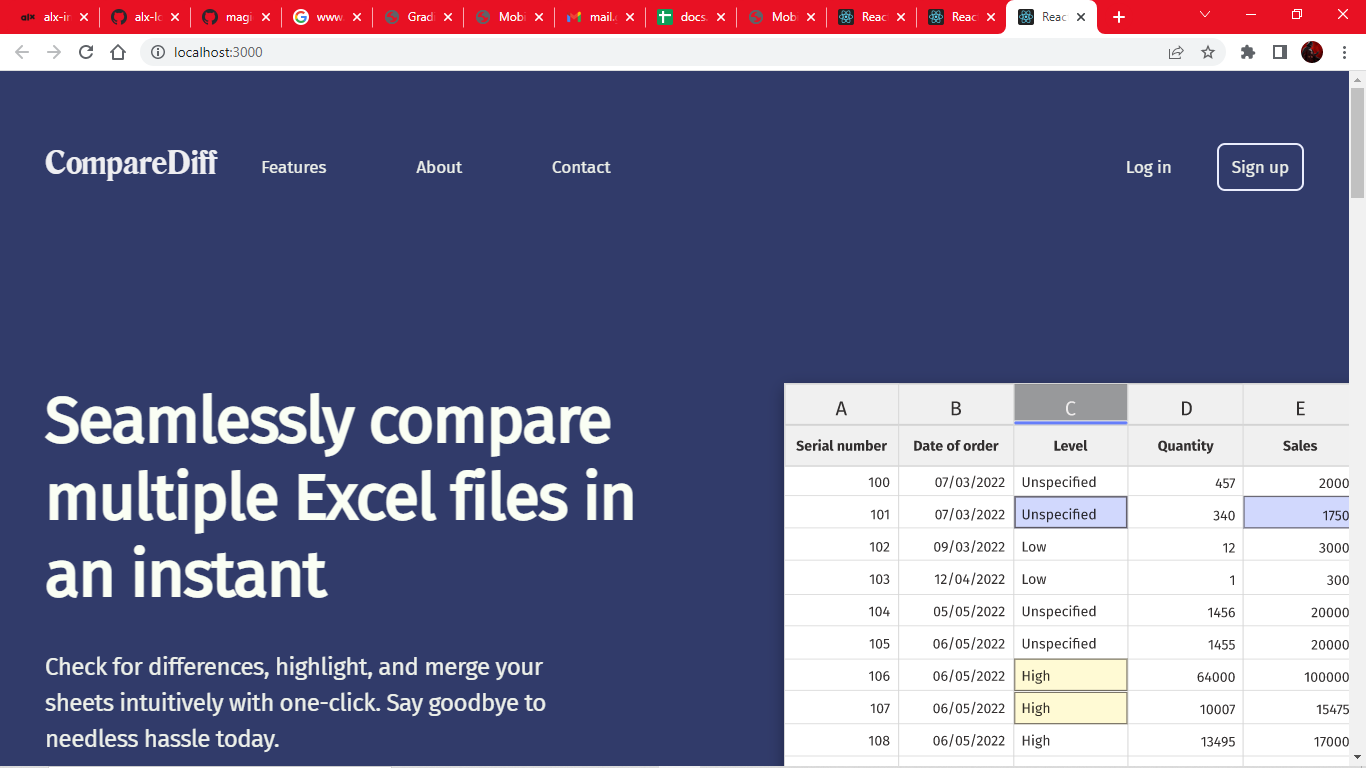 alx-in
alx-lo
magi
www.
Gradi
Mobi
mail.g
docs.
Mobi
Reac
Reac
Reac
localhost:3000
CompareDiff Features About Contact Log in Sign up
Seamlessly compare
multiple Excel files in
an instant
Check for differences, highlight, and merge your
sheets intuitively with one-click. Say goodbye to
needless hassle today.
A B C D E
Serial number Date of order Level Quantity Sales
100 07/03/2022 Unspecified 457 2000
101 07/03/2022 Unspecified 340 1750
102 09/03/2022 Low 12 3000
103 12/04/2022 Low 1 300
104 05/05/2022 Unspecified 1456 20000
105 06/05/2022 Unspecified 1455 20000
106 06/05/2022 High 64000 100000
107 06/05/2022 High 10007 15475
108 06/05/2022 High 13495 17000